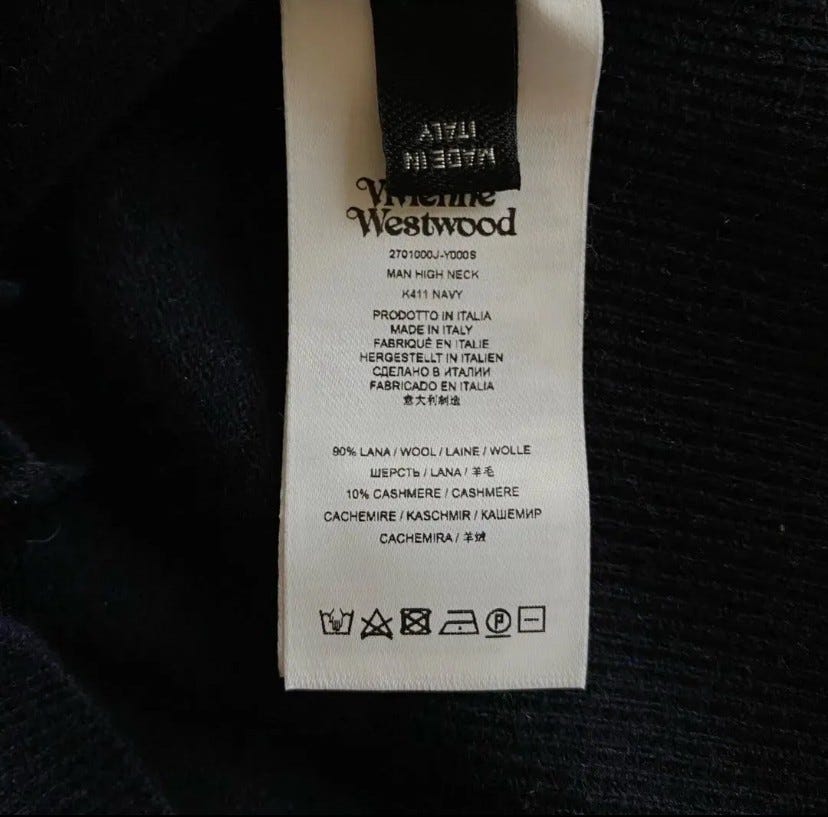 MADE IN
ITALY
Vivienne
Westwood
2701000J-Y000S
MAN HIGH NECK
K411 NAVY
PRODOTTO IN ITALIA
MADE IN ITALY
FABRIQUÉ EN ITALIE
HERGESTELLT IN ITALIEN
СДЕЛАНО В ИТАЛИИ
FABRICADO EN ITALIA
意大利制造
90% LANA / WOOL / LAINE / WOLLE
ШЕРСТЬ / LANA / 羊毛
10% CASHMERE / CASHMERE
CACHEMIRE / KASCHMIR / КАШЕМИР
CACHEMIRA / 羊绒
P